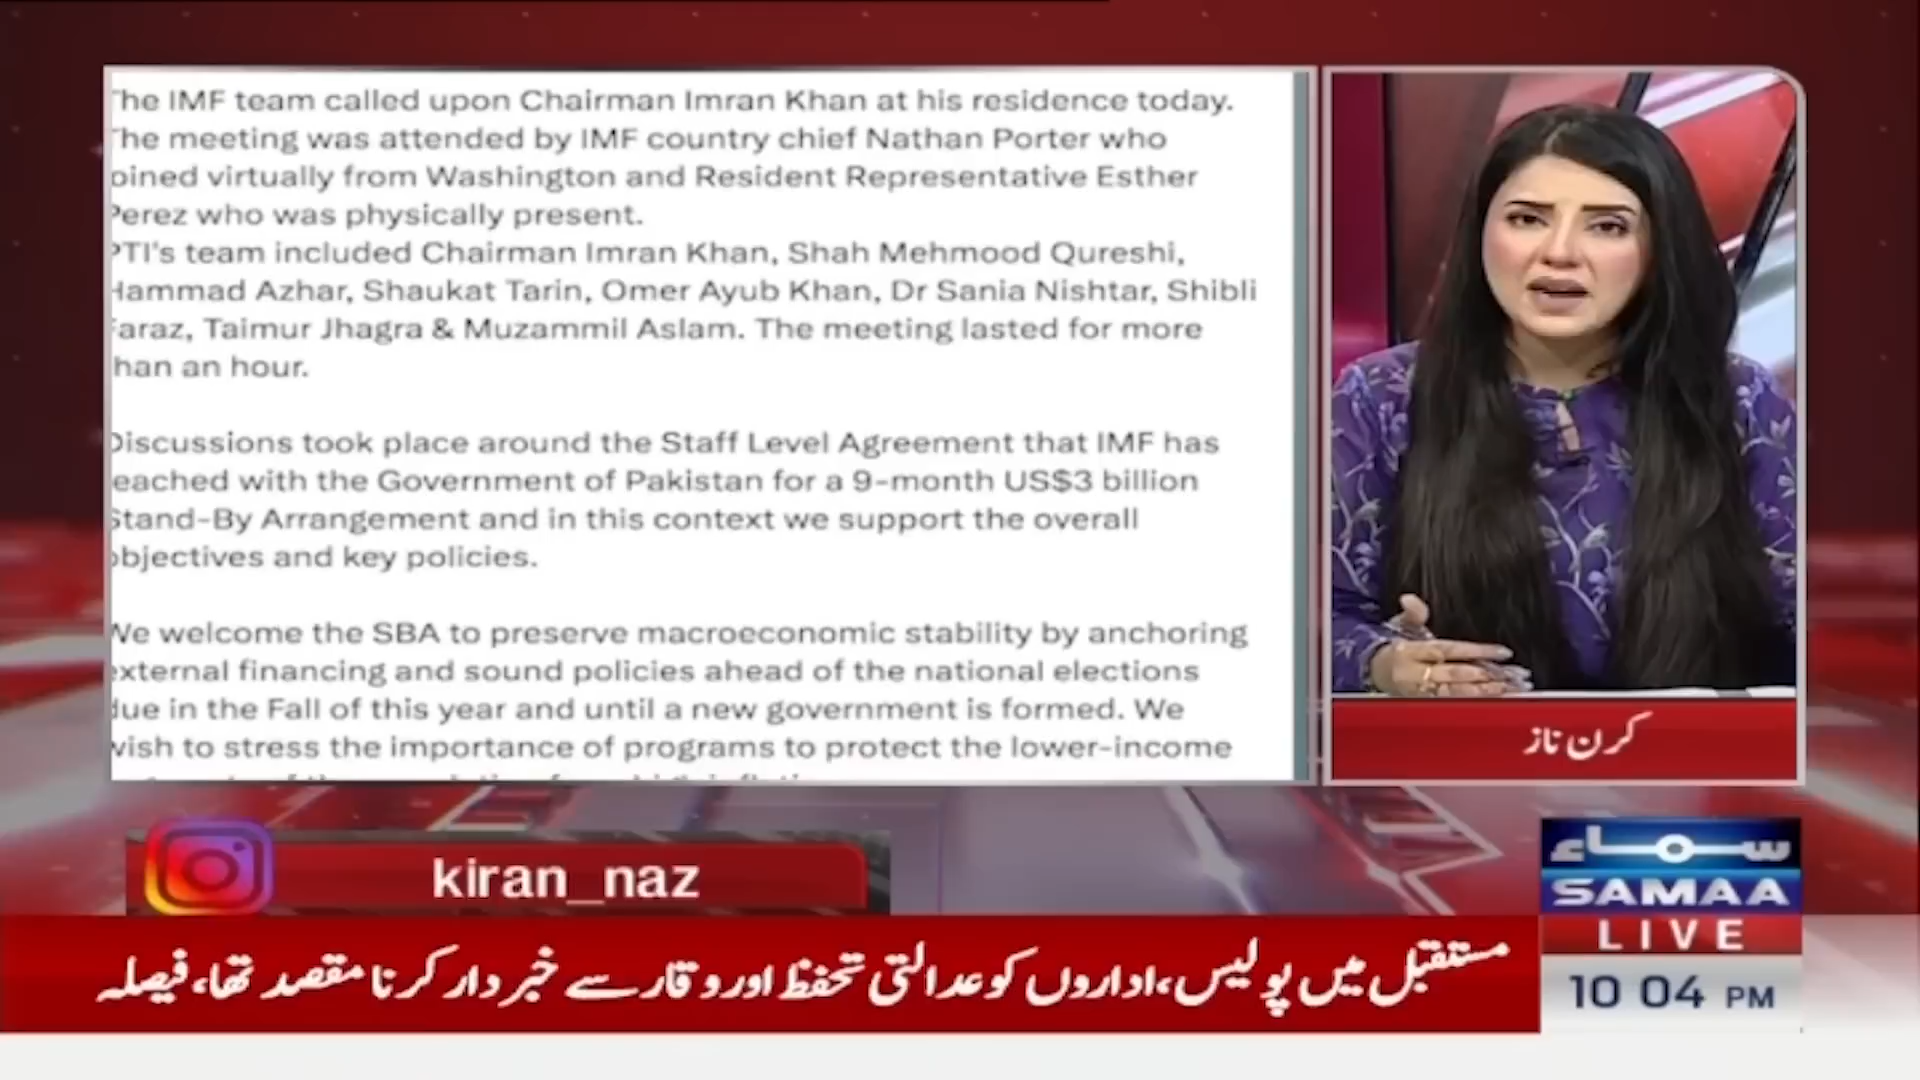 The IMF team called upon Chairman Imran Khan at his residence today.
The meeting was attended by IMF country chief Nathan Porter who
joined virtually from Washington and Resident Representative Esther
Perez who was physically present.
PTI's team included Chairman Imran Khan, Shah Mehmood Qureshi,
Hammad Azhar, Shaukat Tarin, Omer Ayub Khan, Dr Sania Nishtar, Shibli
Faraz, Taimur Jhagra & Muzammil Aslam. The meeting lasted for more
than an hour.
Discussions took place around the Staff Level Agreement that IMF has
reached with the Government of Pakistan for a 9-month US$3 billion
Stand-By Arrangement and in this context we support the overall
objectives and key policies.
We welcome the SBA to preserve macroeconomic stability by anchoring
external financing and sound policies ahead of the national elections
due in the Fall of this year and until a new government is formed. We
wish to stress the importance of programs to protect the lower-income
کرن ناز
kiran_naz
سماء
SAMAA
LIVE
مستقبل میں پولیس،اداروں کو عدالتی تحفظ اور وقار سے خبردار کرنا مقصد تھا،فیصلہ
10 04 PM